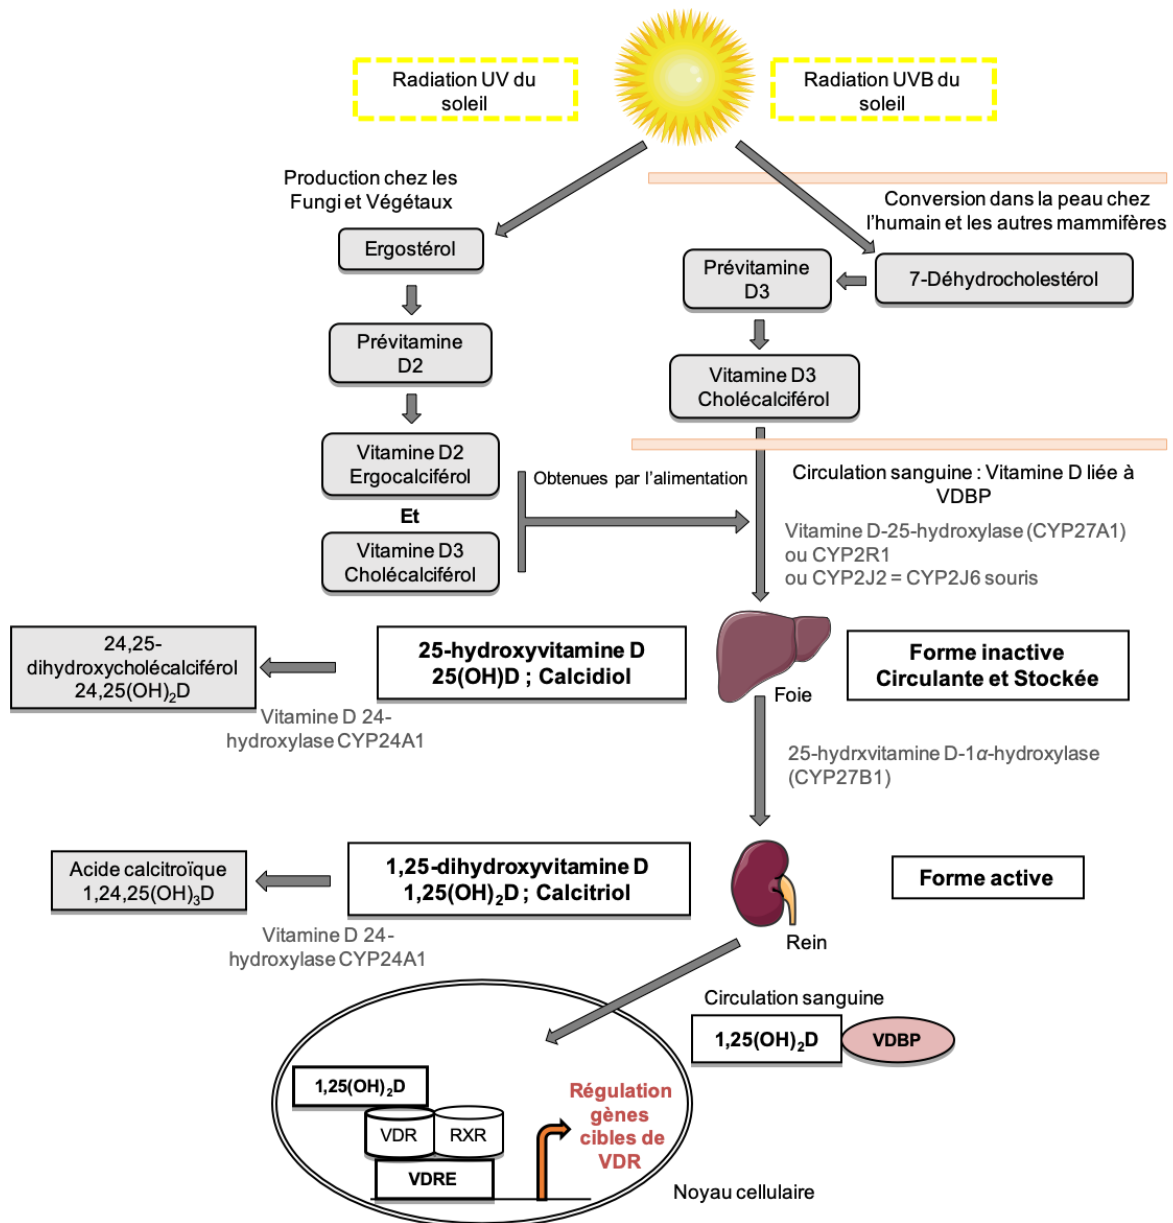 Radiation UV du
soleil
Radiation UVB du
soleil
Production chez les
Fungi et Végétaux
Conversion dans la peau chez
l'humain et les autres mammifères
Ergostérol
Prévitamine
D3
7-Déhydrocholestérol
Prévitamine
D2
Vitamine D3
Cholécalciférol
Vitamine D2
Ergocalciférol
Et
Vitamine D3
Cholécalciférol
Obtenues par l'alimentation
Circulation sanguine : Vitamine D liée à
VDBP
Vitamine D-25-hydroxylase (CYP27A1)
ou CYP2R1
ou CYP2J2 = CYP2J6 souris
24,25-
dihydroxycholécalciférol
24,25(OH)₂D
25-hydroxyvitamine D
25(OH)D ; Calcidiol
Foie
Forme inactive
Circulante et Stockée
Vitamine D 24-
hydroxylase CYP24A1
25-hydrxvitamine D-1α-hydroxylase
(CYP27B1)
Acide calcitroïque
1,24,25(OH)₃D
1,25-dihydroxyvitamine D
1,25(OH)₂D ; Calcitriol
Rein
Forme active
Vitamine D 24-
hydroxylase CYP24A1
Circulation sanguine
1,25(OH)₂D
VDBP
1,25(OH)₂D
VDR
RXR
VDRE
Régulation
gènes
cibles de
VDR
Noyau cellulaire